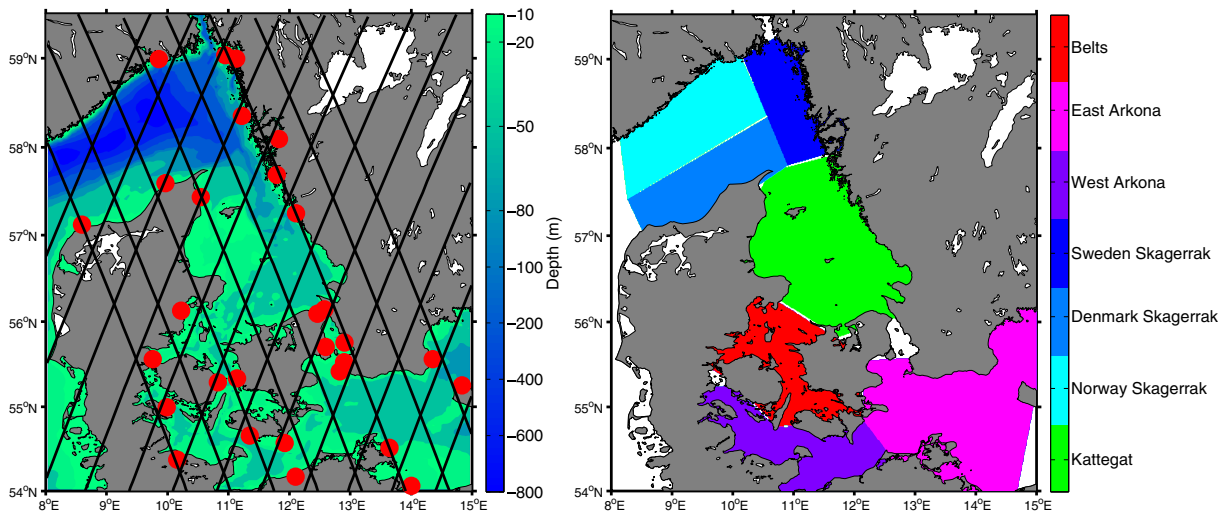 59°N
58°N
57°N
56°N
55°N
54°N
8°E
9°E
10°E
11°E
12°E
13°E
14°E
15°E
−10
−20
−50
−80
−100
−400
−600
−800
Depth (m)
59°N
58°N
57°N
56°N
55°N
54°N
8°E
9°E
10°E
11°E
12°E
13°E
14°E
15°E
Belts
East Arkona
West Arkona
Sweden Skagerrak
Denmark Skagerrak
Norway Skagerrak
Kattegat